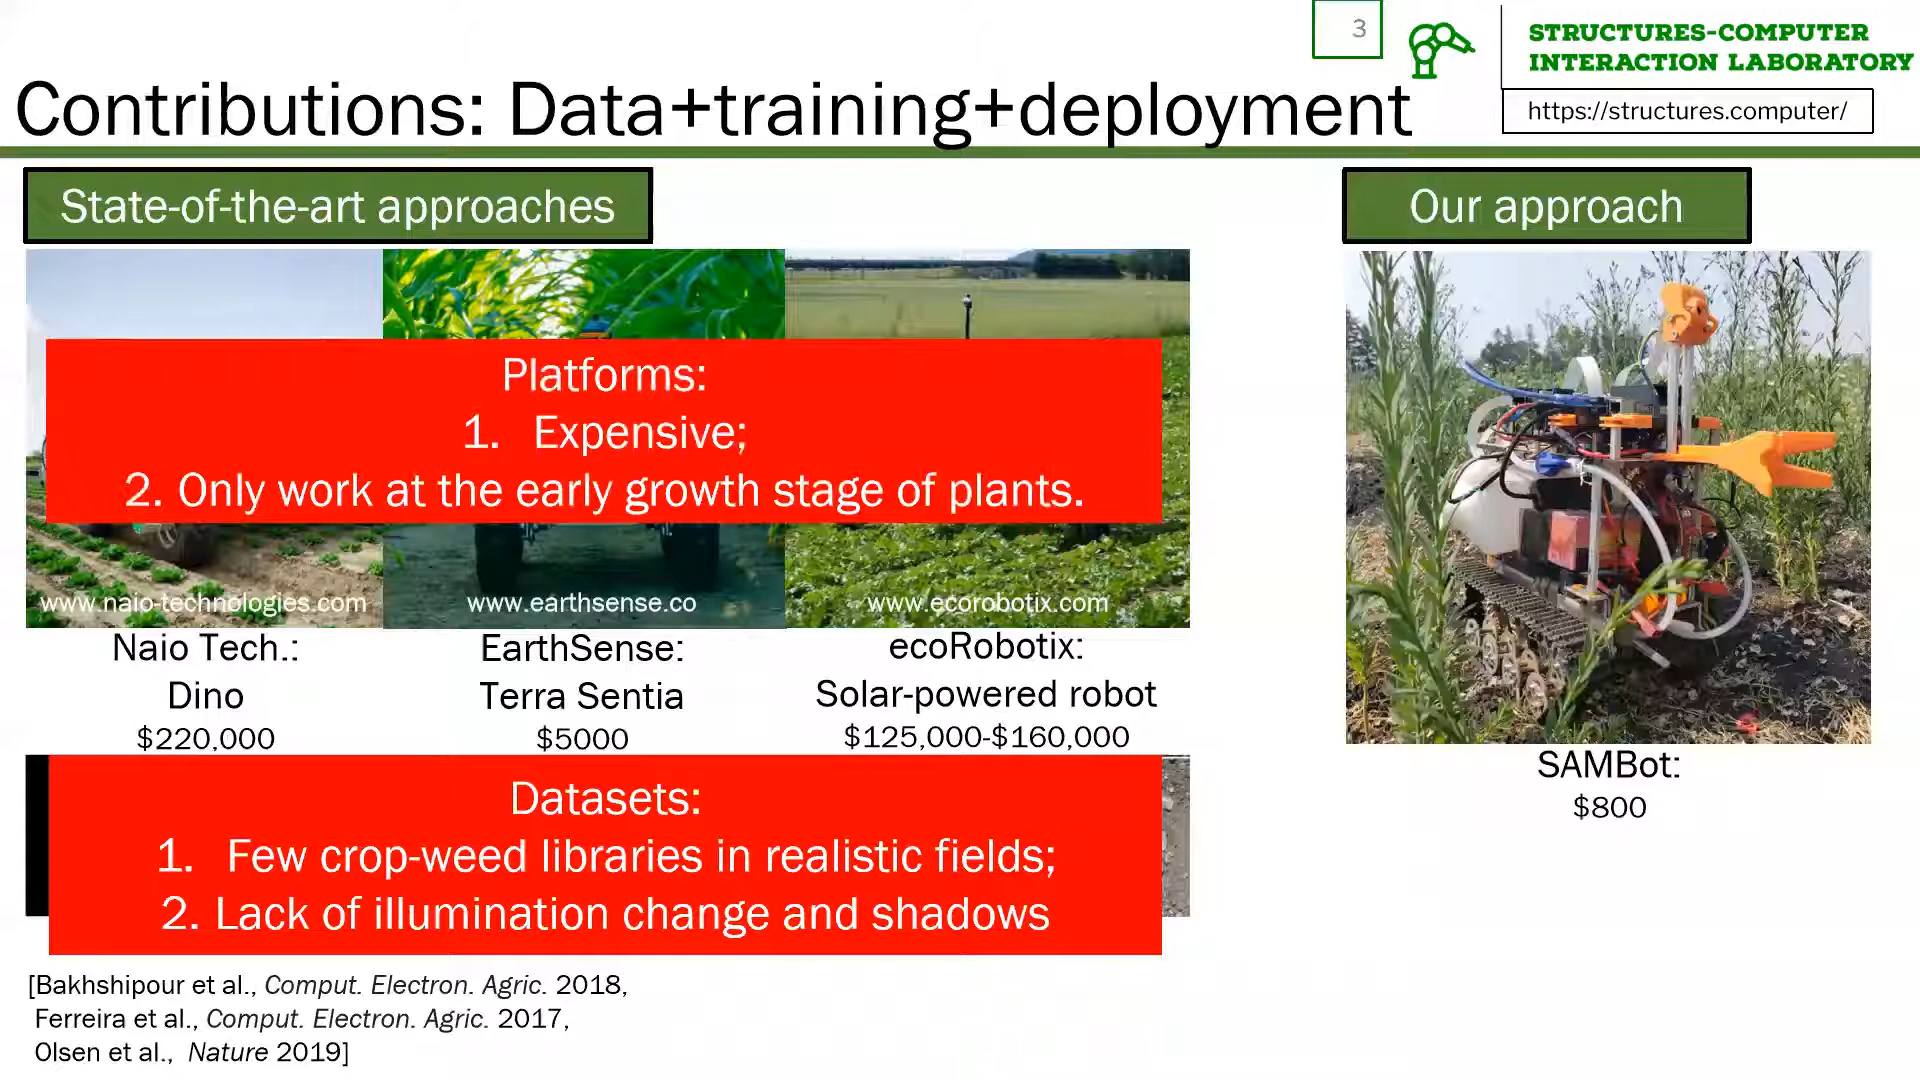 3
STRUCTURES-COMPUTER
INTERACTION LABORATORY
https://structures.computer/
Contributions: Data+training+deployment
State-of-the-art approaches
Our approach
Platforms:
1. Expensive;
2. Only work at the early growth stage of plants.
www.naio-technologies.com
www.earthsense.co
www.ecorobotix.com
Naio Tech.:
Dino
$220,000
EarthSense:
Terra Sentia
$5000
ecoRobotix:
Solar-powered robot
$125,000-$160,000
SAMBot:
$800
Datasets:
1. Few crop-weed libraries in realistic fields;
2. Lack of illumination change and shadows
[Bakhshipour et al., Comput. Electron. Agric. 2018,
Ferreira et al., Comput. Electron. Agric. 2017,
Olsen et al., Nature 2019]